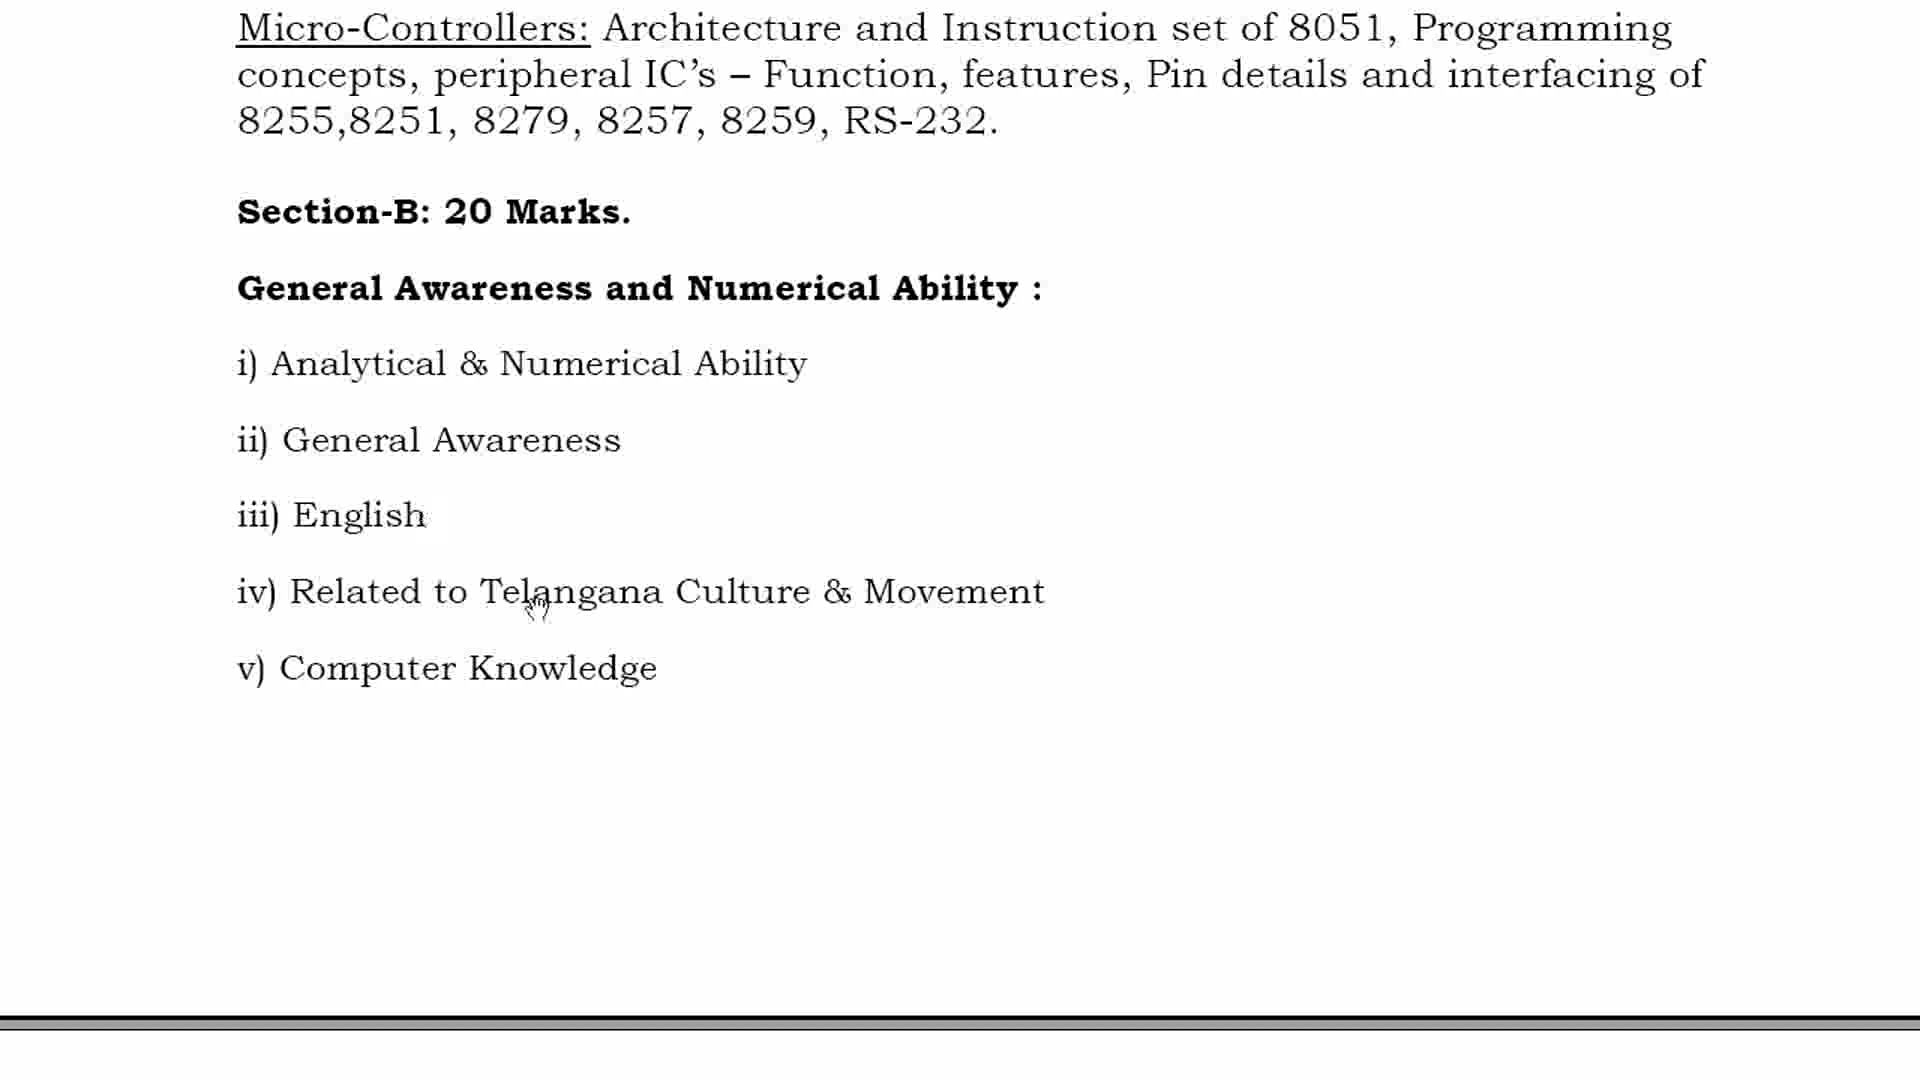 Micro-Controllers: Architecture and Instruction set of 8051, Programming
concepts, peripheral IC’s – Function, features, Pin details and interfacing of
8255,8251, 8279, 8257, 8259, RS-232.
Section-B: 20 Marks.
General Awareness and Numerical Ability :
i) Analytical & Numerical Ability
ii) General Awareness
iii) English
iv) Related to Telangana Culture & Movement
v) Computer Knowledge